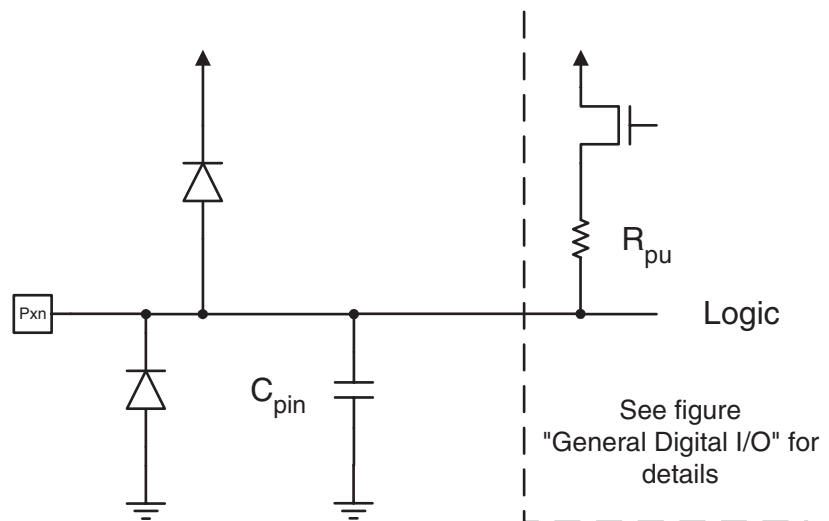 R_pu
Pxn
Logic
C_pin
See figure
"General Digital I/O" for
details